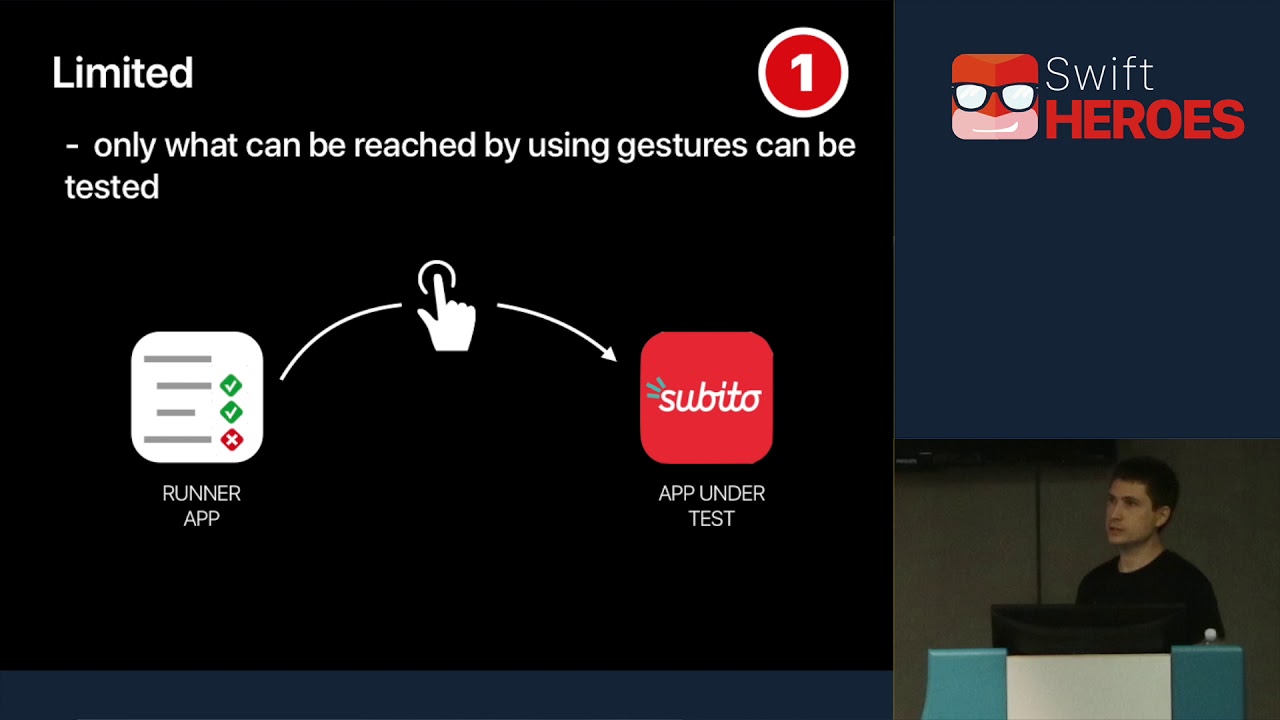 Limited
1
- only what can be reached by using gestures can be
tested
subito
RUNNER
APP
APP UNDER
TEST
Swift
HEROES